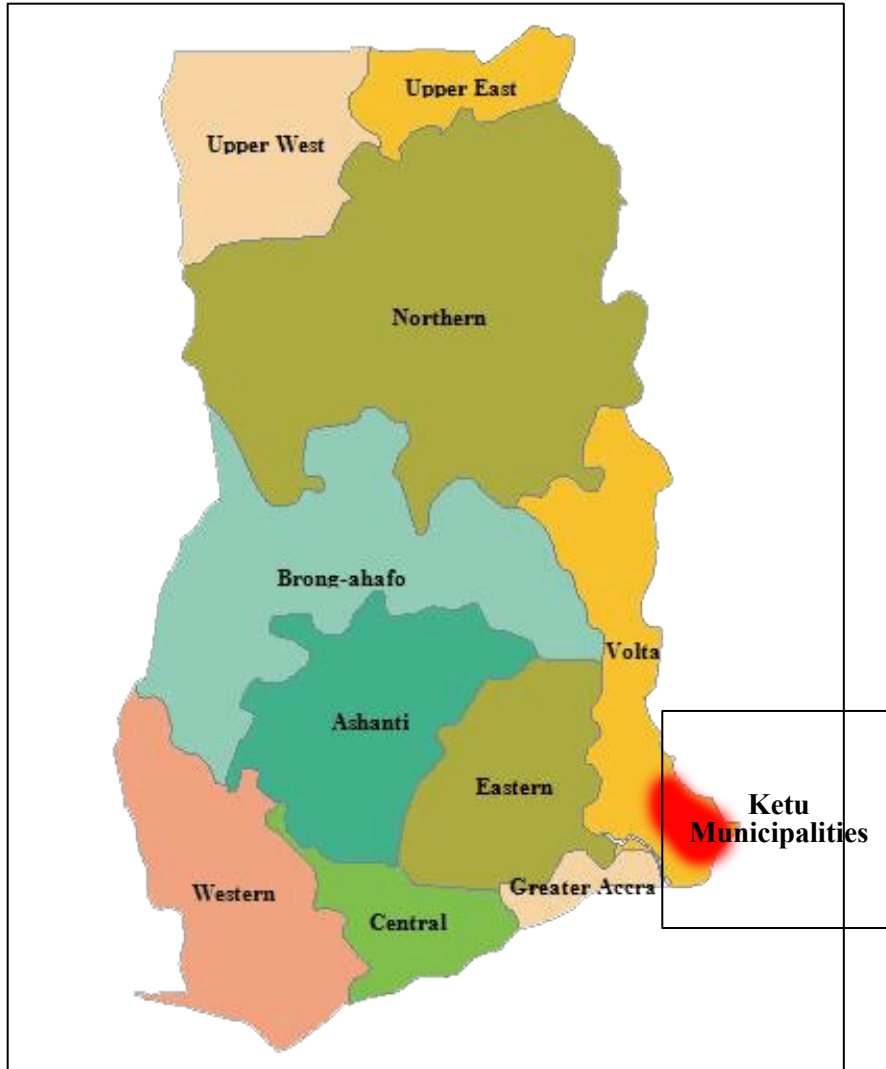 Upper East
Upper West
Northern
Brong-ahafo
Volta
Ashanti
Eastern
Ketu
Municipalities
Greater Accra
Western
Central